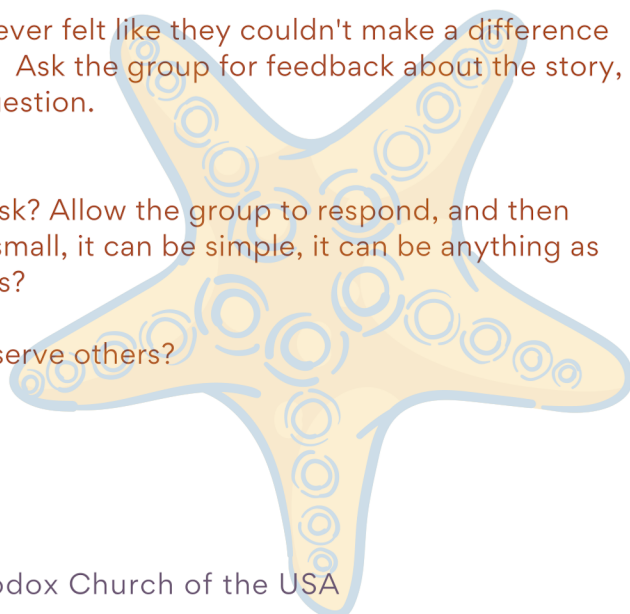 ever felt like they couldn't make a difference
Ask the group for feedback about the story,
estion.
sk? Allow the group to respond, and then
small, it can be simple, it can be anything as
s?
serve others?
odox Church of the USA